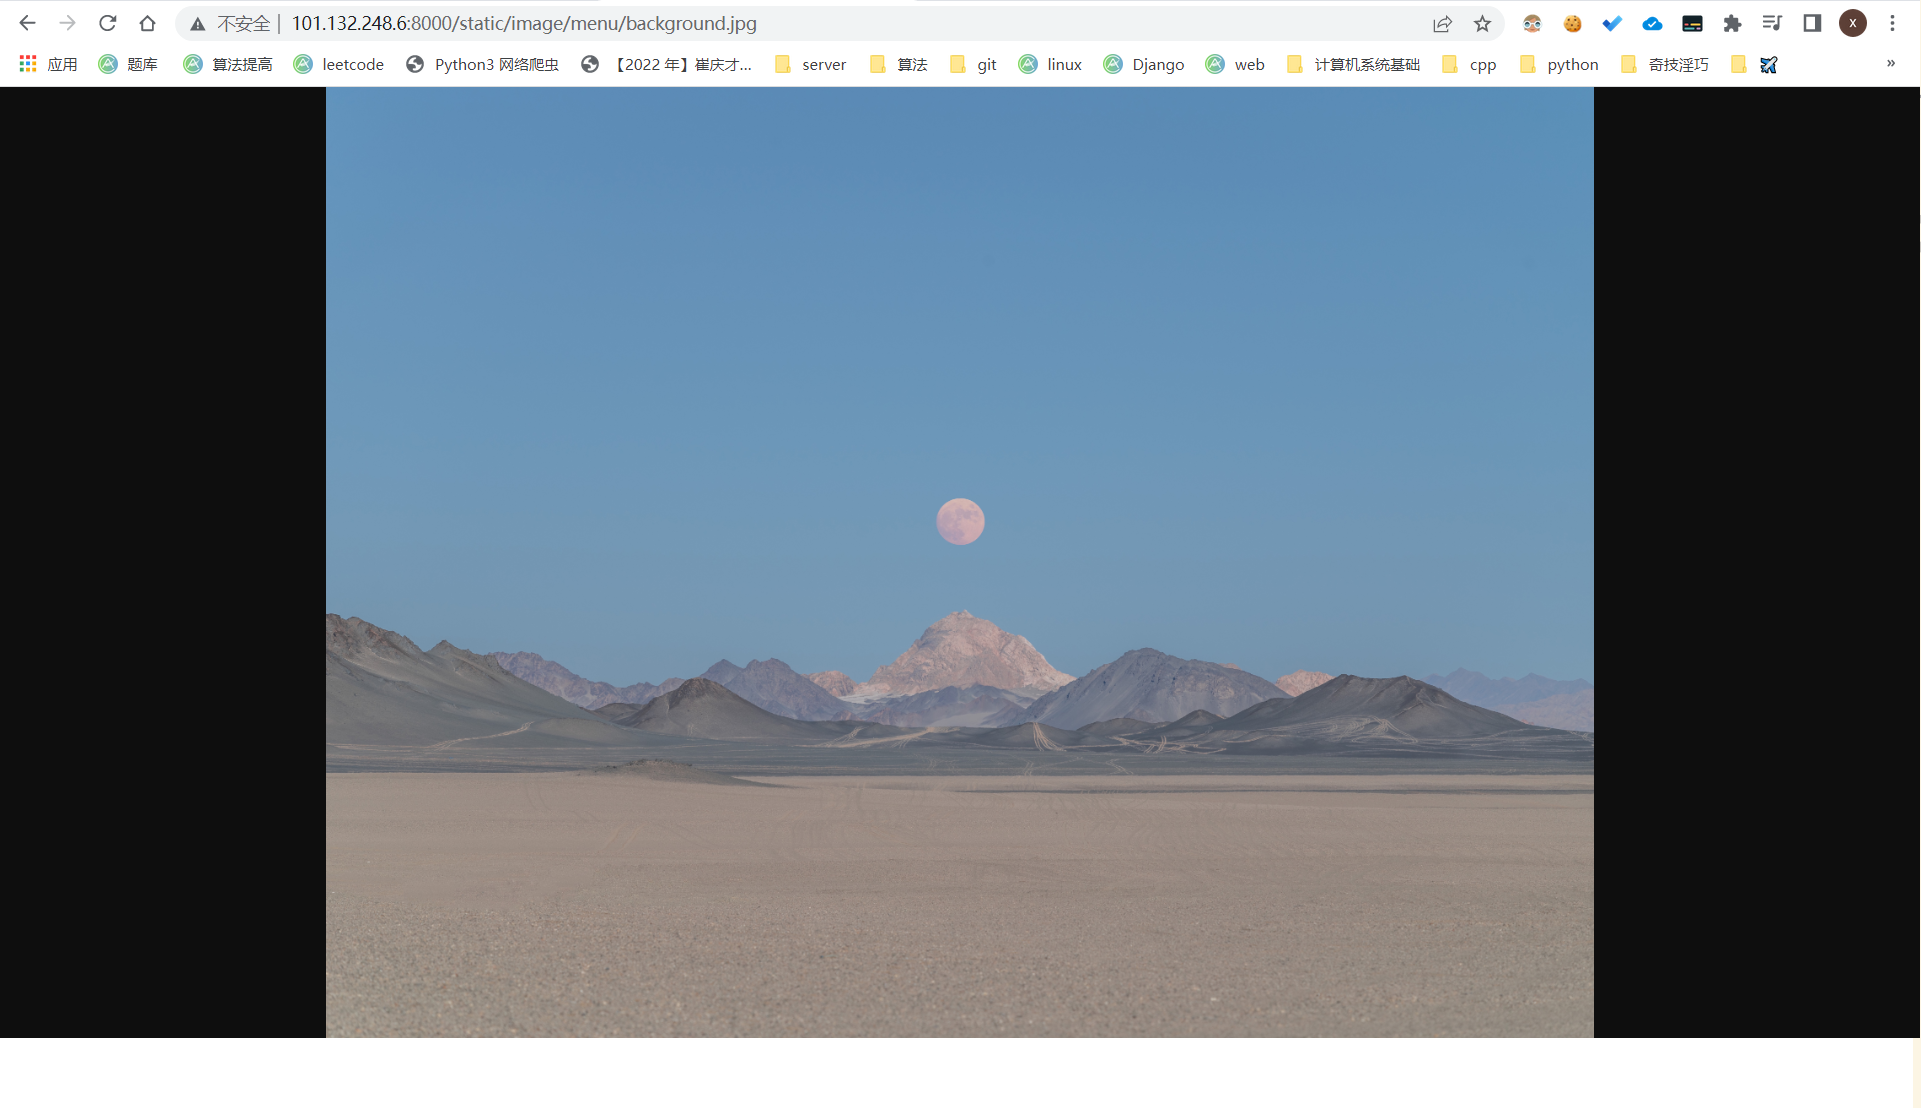 不安全 | 101.132.248.6:8000/static/image/menu/background.jpg
X
应用 题库 算法提高 leetcode Python3 网络爬虫 【2022 年】崔庆才... server 算法 git linux Django web 计算机系统基础 cpp python 奇技淫巧 »